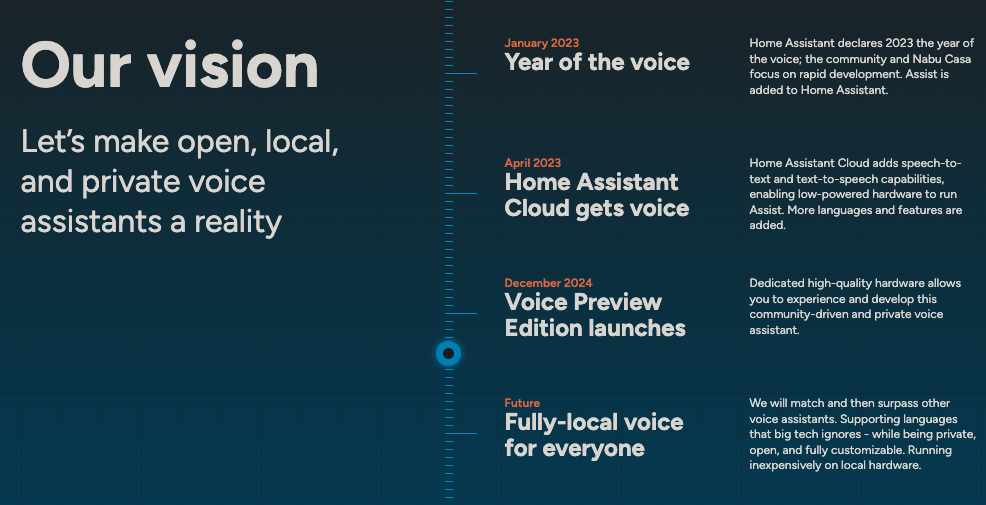 Our vision
Let's make open, local,
and private voice
assistants a reality
January 2023
Year of the voice
Home Assistant declares 2023 the year of
the voice; the community and Nabu Casa
focus on rapid development. Assist is
added to Home Assistant.
April 2023
Home Assistant
Cloud gets voice
Home Assistant Cloud adds speech-to-
text and text-to-speech capabilities,
enabling low-powered hardware to run
Assist. More languages and features are
added.
December 2024
Voice Preview
Edition launches
Dedicated high-quality hardware allows
you to experience and develop this
community-driven and private voice
assistant.
Future
Fully-local voice
for everyone
We will match and then surpass other
voice assistants. Supporting languages
that big tech ignores - while being private,
open, and fully customizable. Running
inexpensively on local hardware.